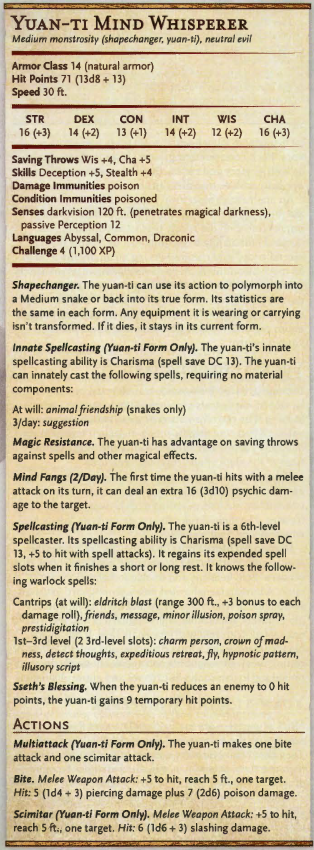 Yuan-ti Mind Whisperer
Medium monstrosity (shapechanger, yuan-ti), neutral evil
Armor Class 14 (natural armor)
Hit Points 71 (13d8 + 13)
Speed 30 ft.
STR DEX CON INT WIS CHA
16 (+3) 14 (+2) 13 (+1) 14 (+2) 12 (+2) 16 (+3)
Saving Throws Wis +4, Cha +5
Skills Deception +5, Stealth +4
Damage Immunities poison
Condition Immunities poisoned
Senses darkvision 120 ft. (penetrates magical darkness),
passive Perception 12
Languages Abyssal, Common, Draconic
Challenge 4 (1,100 XP)
Shapechanger. The yuan-ti can use its action to polymorph into
a Medium snake or back into its true form. Its statistics are
the same in each form. Any equipment it is wearing or carrying
isn't transformed. If it dies, it stays in its current form.
Innate Spellcasting (Yuan-ti Form Only). The yuan-ti's innate
spellcasting ability is Charisma (spell save DC 13). The yuan-ti
can innately cast the following spells, requiring no material
components:
At will: animal friendship (snakes only)
3/day: suggestion
Magic Resistance. The yuan-ti has advantage on saving throws
against spells and other magical effects.
Mind Fangs (2/Day). The first time the yuan-ti hits with a melee
attack on its turn, it can deal an extra 16 (3d10) psychic dam-
age to the target.
Spellcasting (Yuan-ti Form Only). The yuan-ti is a 6th-level
spellcaster. Its spellcasting ability is Charisma (spell save DC
13, +5 to hit with spell attacks). It regains its expended spell
slots when it finishes a short or long rest. It knows the follow-
ing warlock spells:
Cantrips (at will): eldritch blast (range 300 ft., +3 bonus to each
damage roll), friends, message, minor illusion, poison spray,
prestidigitation
1st–3rd level (2 3rd-level slots): charm person, crown of mad-
ness, detect thoughts, expeditious retreat, fly, hypnotic pattern,
illusory script
Sseth's Blessing. When the yuan-ti reduces an enemy to 0 hit
points, the yuan-ti gains 9 temporary hit points.
Actions
Multiattack (Yuan-ti Form Only). The yuan-ti makes one bite
attack and one scimitar attack.
Bite. Melee Weapon Attack: +5 to hit, reach 5 ft., one target.
Hit: 5 (1d4 + 3) piercing damage plus 7 (2d6) poison damage.
Scimitar (Yuan-ti Form Only). Melee Weapon Attack: +5 to hit,
reach 5 ft., one target. Hit: 6 (1d6 + 3) slashing damage.